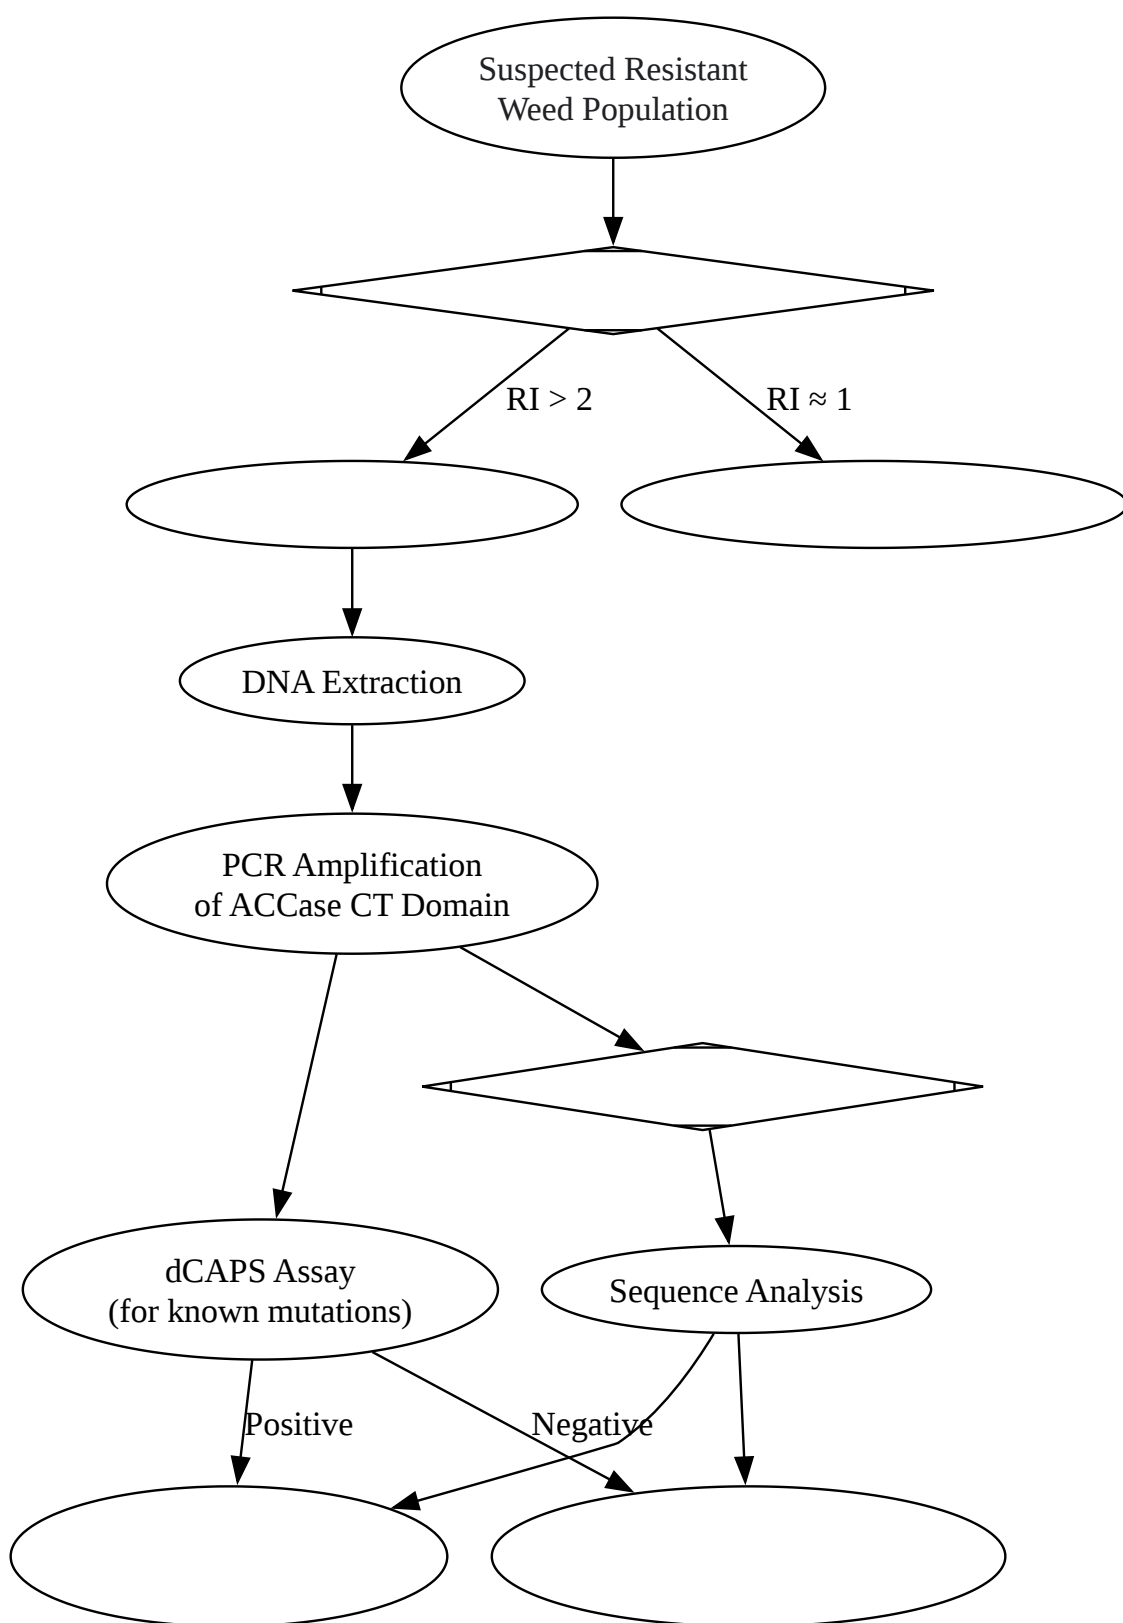 Suspected Resistant
Weed Population
RI > 2
RI ≈ 1
DNA Extraction
PCR Amplification
of ACCase CT Domain
dCAPS Assay
(for known mutations)
Sequence Analysis
Positive
Negative